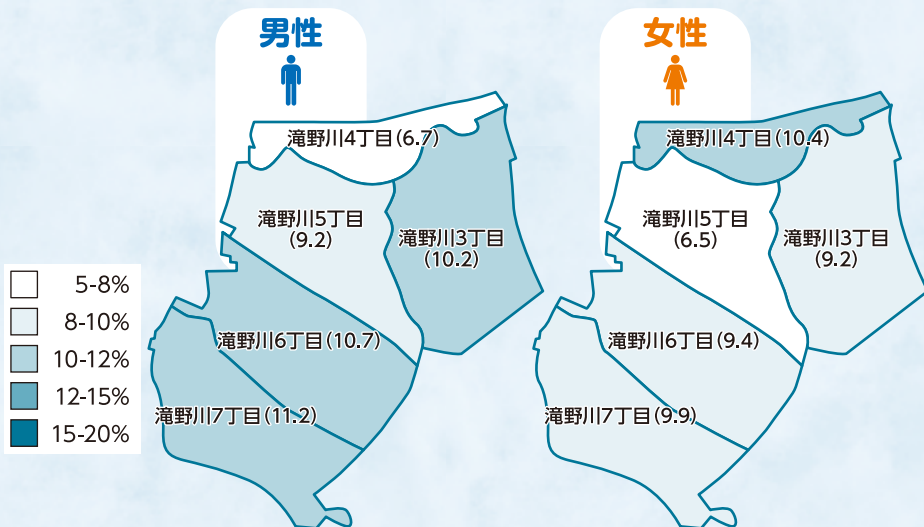 男性
滝野川4丁目(6.7)
滝野川5丁目
(9.2)
滝野川3丁目
(10.2)
滝野川6丁目(10.7)
滝野川7丁目(11.2)
女性
滝野川4丁目(10.4)
滝野川5丁目
(6.5)
滝野川3丁目
(9.2)
滝野川6丁目(9.4)
滝野川7丁目(9.9)
5-8%
8-10%
10-12%
12-15%
15-20%